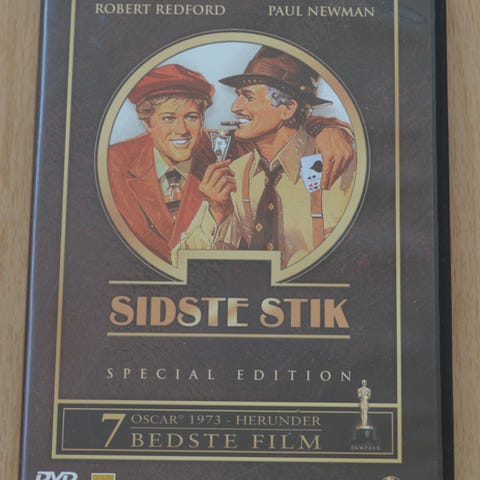 ROBERT REDFORD PAUL NEWMAN
SIDSTE STIK
SPECIAL EDITION
7 OSCAR® 1973 - HERUNDER
BEDSTE FILM
DVD